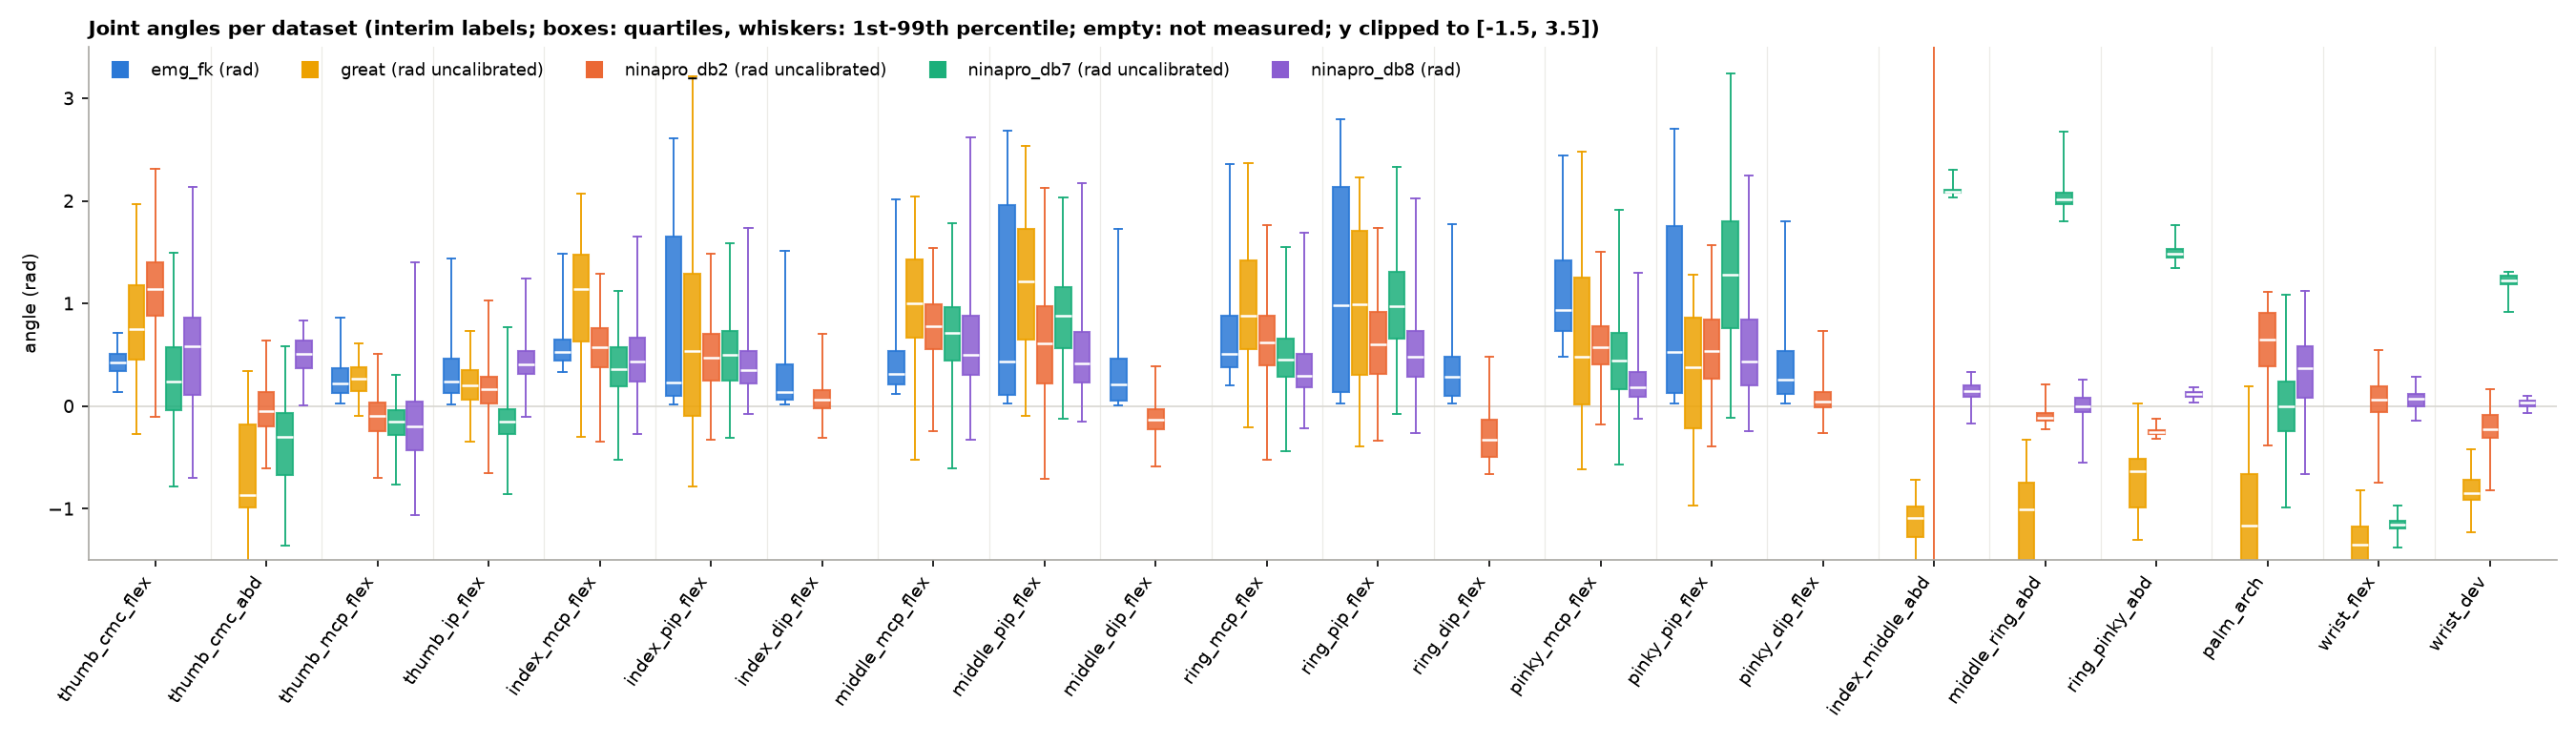 Joint angles per dataset (interim labels; boxes: quartiles, whiskers: 1st-99th percentile; empty: not measured; y clipped to [-1.5, 3.5])
emg_fk (rad) great (rad uncalibrated) ninapro_db2 (rad uncalibrated) ninapro_db7 (rad uncalibrated) ninapro_db8 (rad)
angle (rad)
3
2
1
0
−1
thumb_cmc_flex
thumb_cmc_abd
thumb_mcp_flex
thumb_ip_flex
index_mcp_flex
index_pip_flex
index_dip_flex
middle_mcp_flex
middle_pip_flex
middle_dip_flex
ring_mcp_flex
ring_pip_flex
ring_dip_flex
pinky_mcp_flex
pinky_pip_flex
pinky_dip_flex
index_middle_abd
middle_ring_abd
ring_pinky_abd
palm_arch
wrist_flex
wrist_dev